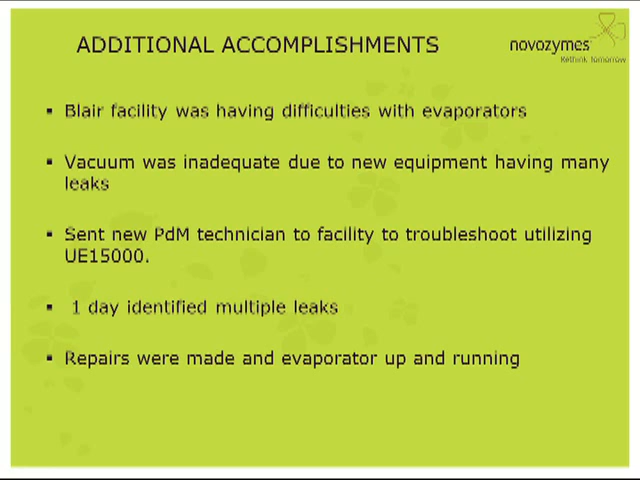 ADDITIONAL ACCOMPLISHMENTS
novozymes
Rethink Tomorrow
▪ Blair facility was having difficulties with evaporators
▪ Vacuum was inadequate due to new equipment having many
leaks
▪ Sent new PdM technician to facility to troubleshoot utilizing
UE15000.
▪ 1 day identified multiple leaks
▪ Repairs were made and evaporator up and running